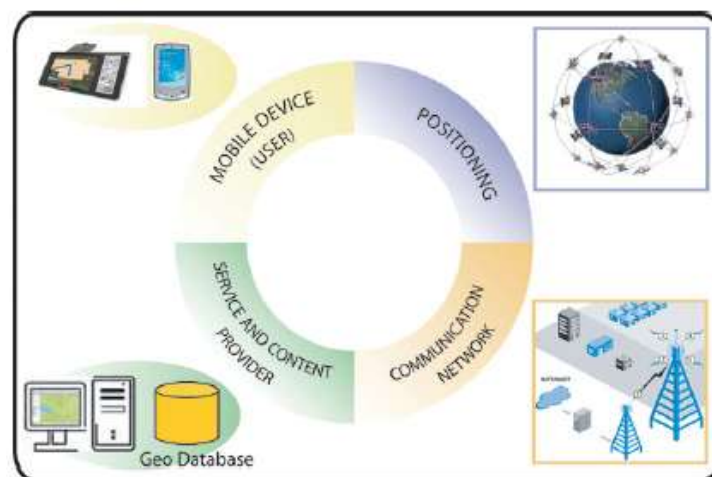 MOBILE DEVICE
(USER)
POSITIONING
SERVICE AND CONTENT
PROVIDER
COMMUNICATION
NETWORK
Geo Database